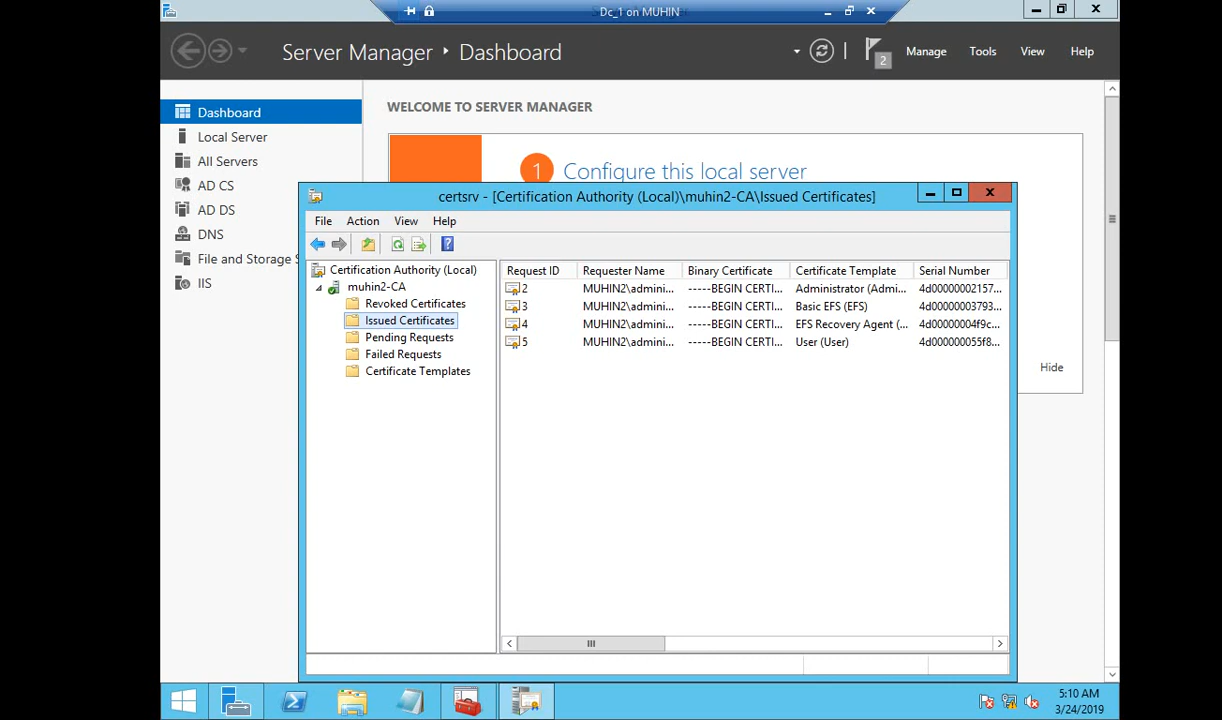 Dc_1 on MUHIN
Server Manager ‣ Dashboard
2
Manage
Tools
View
Help
Dashboard
Local Server
All Servers
AD CS
AD DS
DNS
File and Storage S
IIS
WELCOME TO SERVER MANAGER
1 Configure this local server
Hide
certsrv - [Certification Authority (Local)\muhin2-CA\Issued Certificates]
File Action View Help
Certification Authority (Local)
muhin2-CA
Revoked Certificates
Issued Certificates
Pending Requests
Failed Requests
Certificate Templates
Request ID Requester Name Binary Certificate Certificate Template Serial Number
2 MUHIN2\admini... -----BEGIN CERTI... Administrator (Admi... 4d00000002157...
3 MUHIN2\admini... -----BEGIN CERTI... Basic EFS (EFS) 4d00000003793...
4 MUHIN2\admini... -----BEGIN CERTI... EFS Recovery Agent (... 4d00000004f9c...
5 MUHIN2\admini... -----BEGIN CERTI... User (User) 4d000000055f8...
5:10 AM
3/24/2019